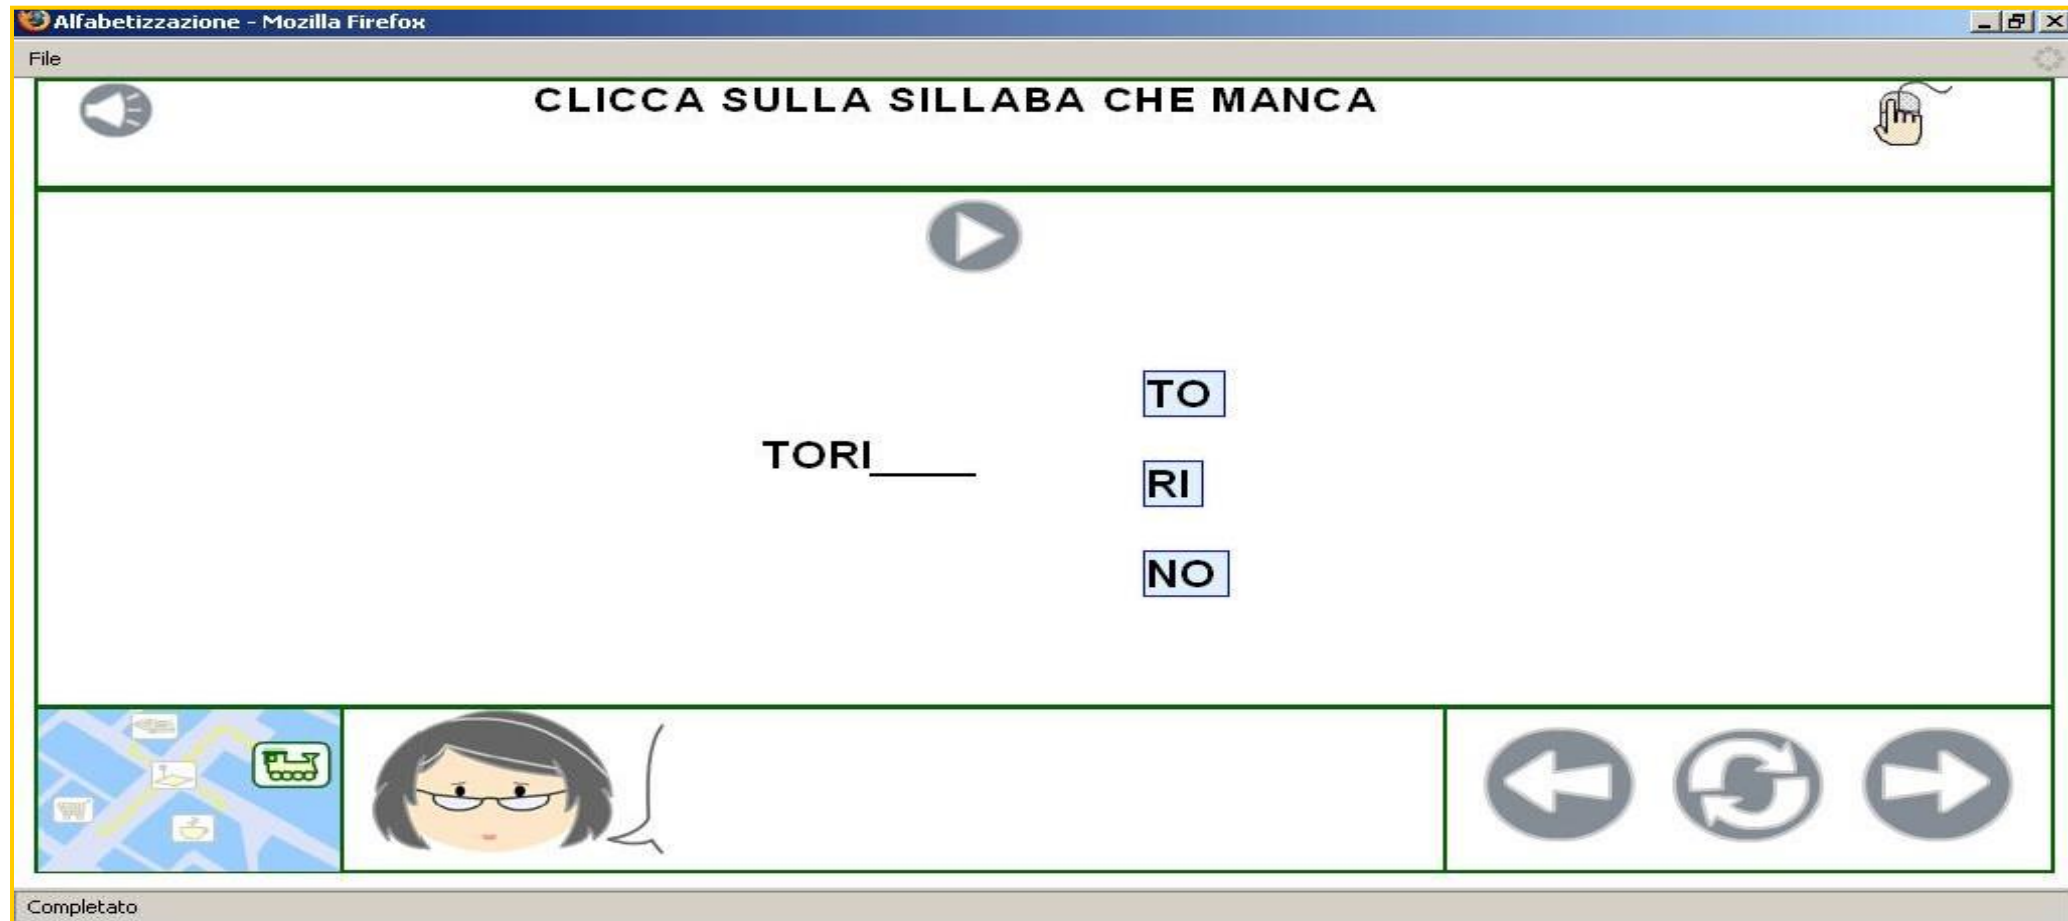 Alfabetizzazione - Mozilla Firefox
File
CLICCA SULLA SILLABA CHE MANCA
TORI____
TO
RI
NO
Completato